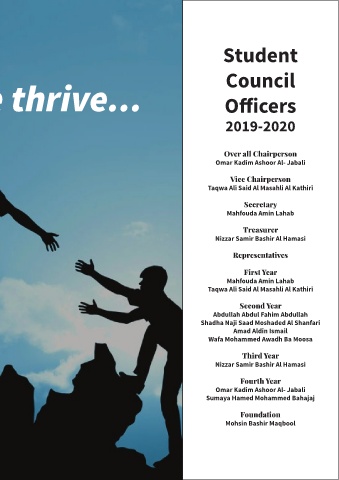 thrive...
Student
Council
Officers
2019-2020
Over all Chairperson
Omar Kadim Ashoor Al- Jabali
Vice Chairperson
Taqwa Ali Said Al Masahli Al Kathiri
Secretary
Mahfouda Amin Lahab
Treasurer
Nizzar Samir Bashir Al Hamasi
Representatives
First Year
Mahfouda Amin Lahab
Taqwa Ali Said Al Masahli Al Kathiri
Second Year
Abdullah Abdul Fahim Abdullah
Shadha Naji Saad Moshaded Al Shanfari
Amad Aldin Ismail
Wafa Mohammed Awadh Ba Moosa
Third Year
Nizzar Samir Bashir Al Hamasi
Fourth Year
Omar Kadim Ashoor Al- Jabali
Sumaya Hamed Mohammed Bahajaj
Foundation
Mohsin Bashir Maqbool